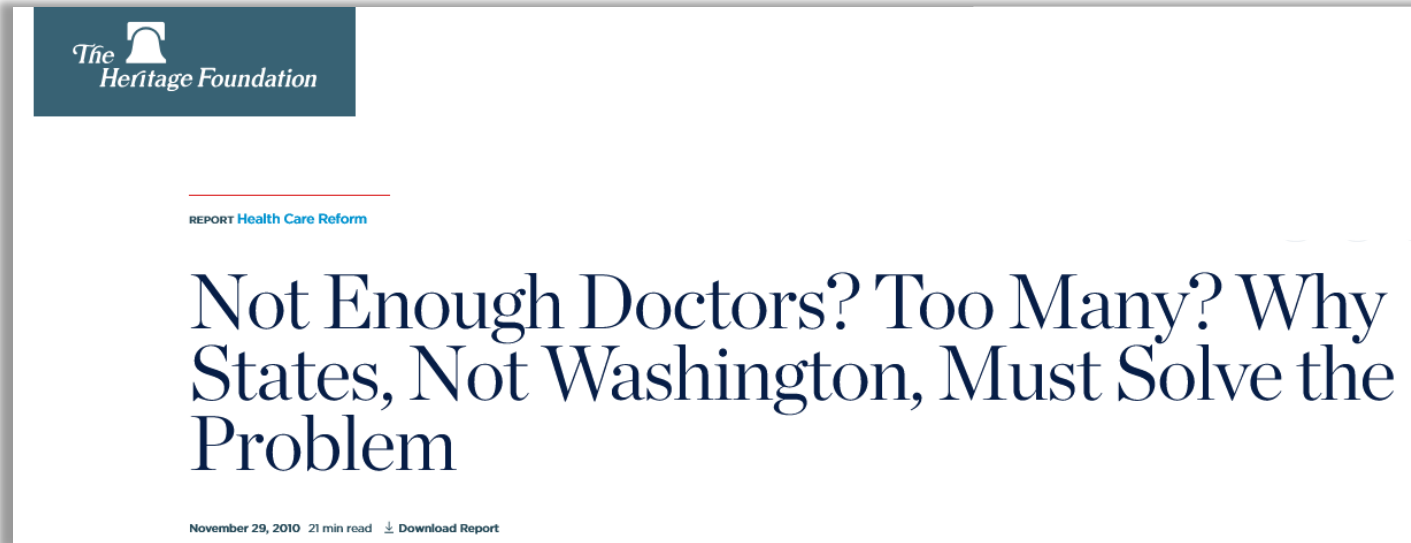 The
Heritage Foundation
REPORT Health Care Reform
Not Enough Doctors? Too Many? Why
States, Not Washington, Must Solve the
Problem
November 29, 2010 21 min read Download Report